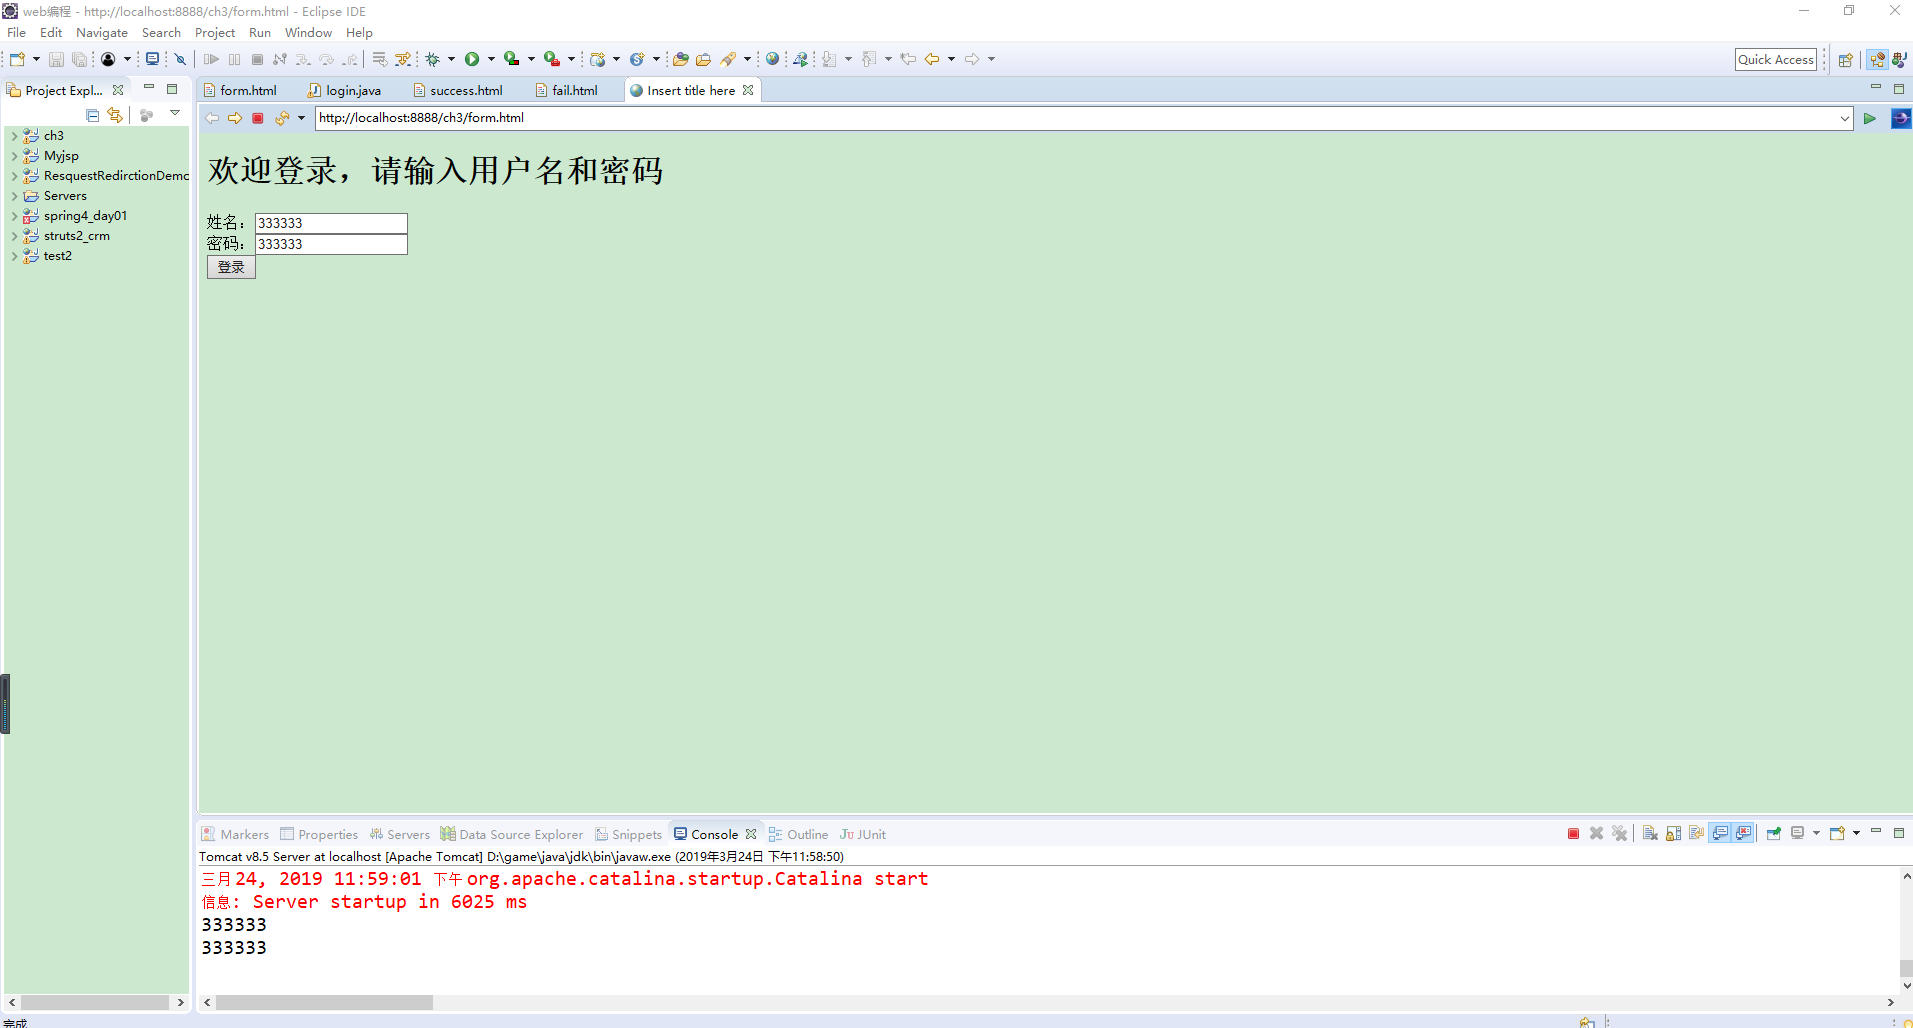 web编程 - http://localhost:8888/ch3/form.html - Eclipse IDE
File Edit Navigate Search Project Run Window Help
Quick Access
Project Expl...
form.html login.java success.html fail.html Insert title here
http://localhost:8888/ch3/form.html
ch3
Myjsp
ResquestRedirctionDemo
Servers
spring4_day01
struts2_crm
test2
欢迎登录，请输入用户名和密码
姓名：333333
密码：333333
登录
Markers Properties Servers Data Source Explorer Snippets Console Outline JUnit
Tomcat v8.5 Server at localhost [Apache Tomcat] D:\game\java\jdk\bin\javaw.exe (2019年3月24日 下午11:58:50)
三月 24, 2019 11:59:01 下午 org.apache.catalina.startup.Catalina start
信息: Server startup in 6025 ms
333333
333333
完成